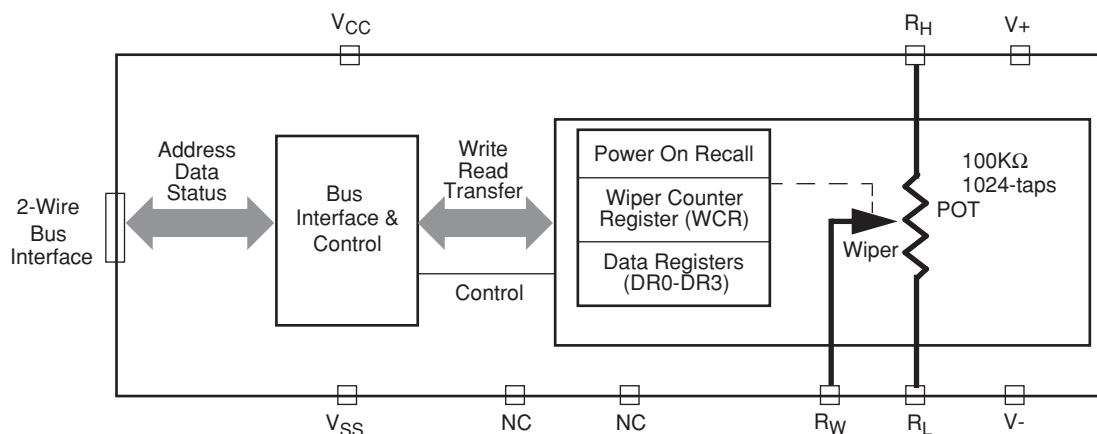 VCC
RH
V+
Address
Data
Status
2-Wire
Bus
Interface
Bus
Interface &
Control
Write
Read
Transfer
Control
Power On Recall
Wiper Counter
Register (WCR)
Data Registers
(DR0-DR3)
100KΩ
1024-taps
POT
Wiper
VSS
NC
NC
RW
RL
V-